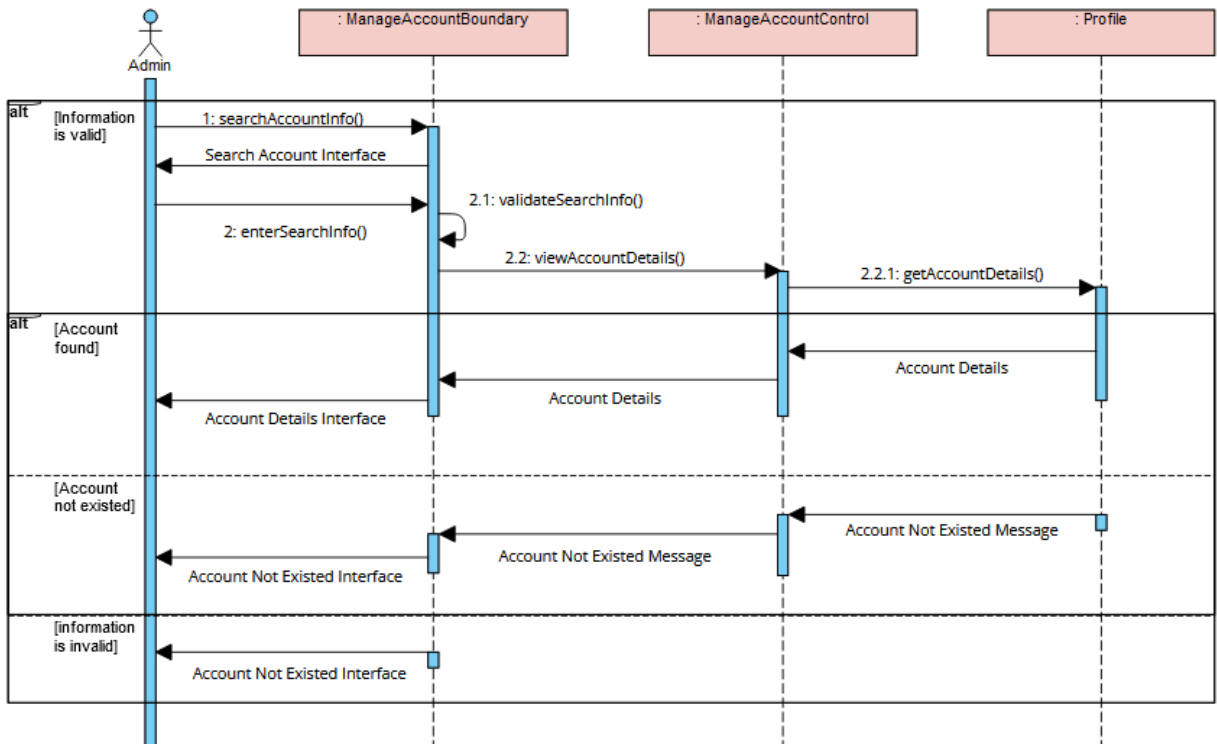 : ManageAccountBoundary
: ManageAccountControl
: Profile
Admin
alt
[Information
is valid]
1: searchAccountInfo()
Search Account Interface
2.1: validateSearchInfo()
2: enterSearchInfo()
2.2: viewAccountDetails()
2.2.1: getAccountDetails()
alt
[Account
found]
Account Details
Account Details
Account Details Interface
[Account
not existed]
Account Not Existed Message
Account Not Existed Message
Account Not Existed Interface
[information
is invalid]
Account Not Existed Interface